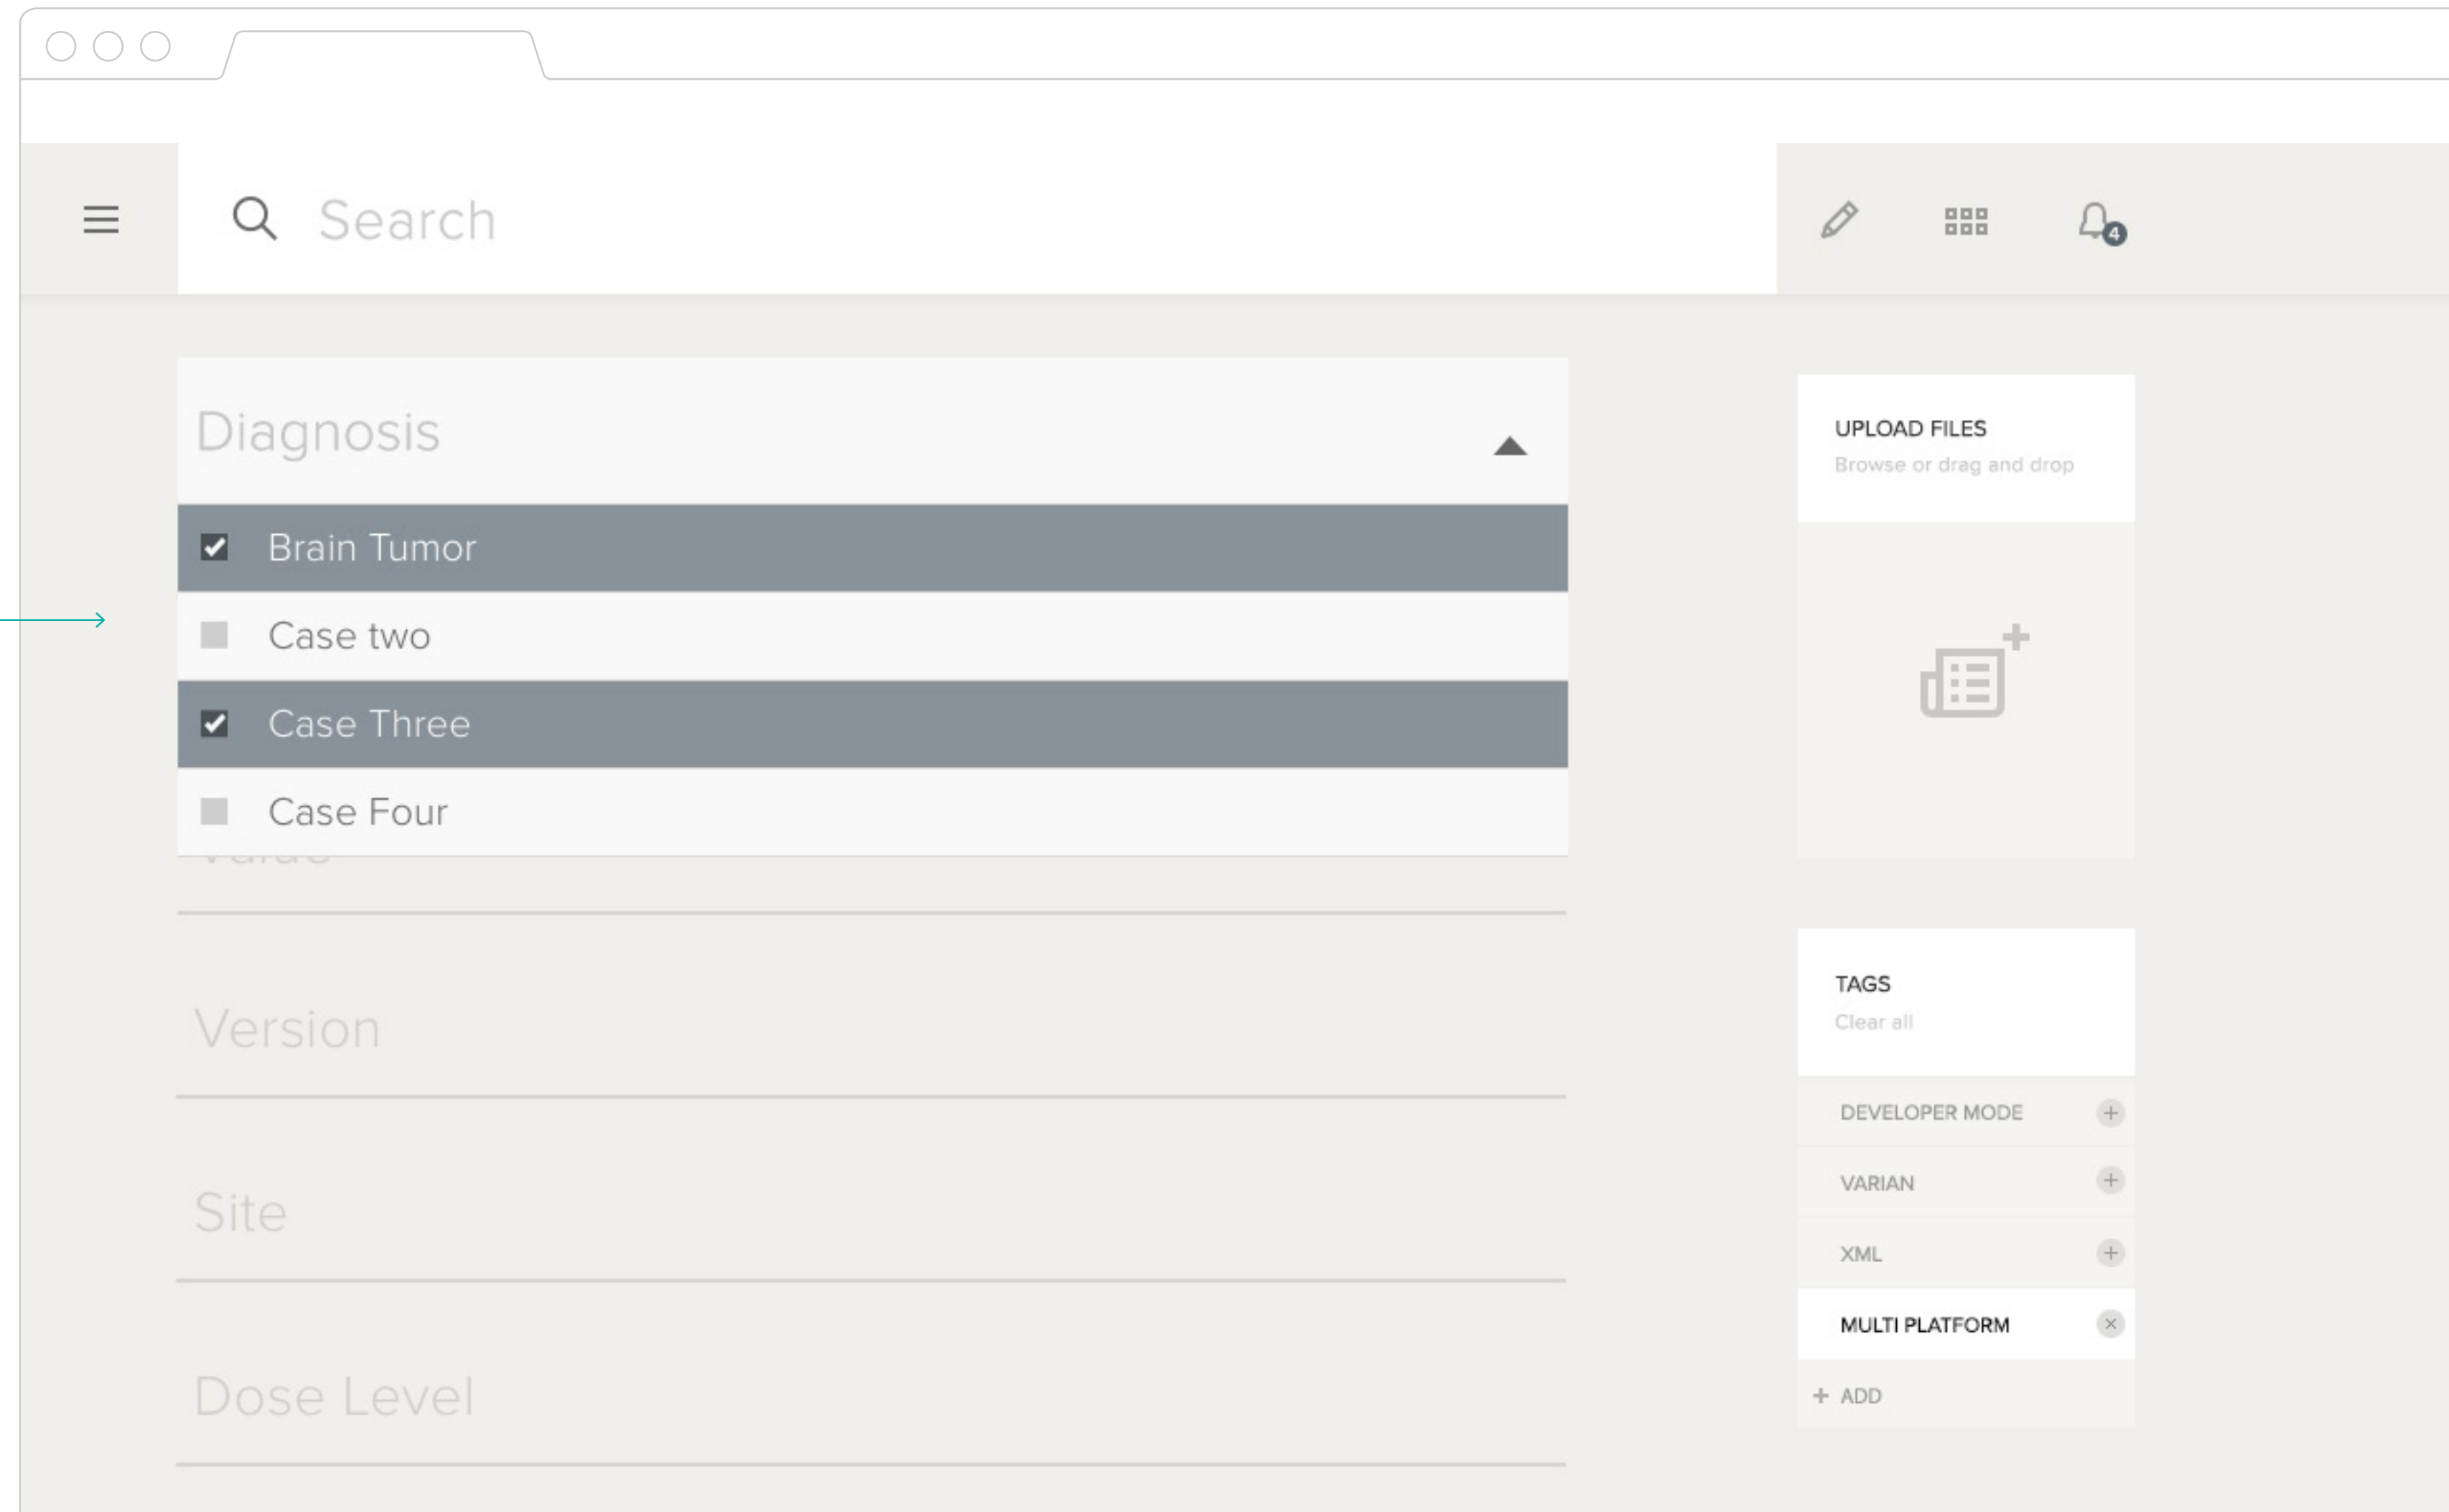 Search
4
Diagnosis
Brain Tumor
Case two
Case Three
Case Four
Version
Site
Dose Level
UPLOAD FILES
Browse or drag and drop
TAGS
Clear all
DEVELOPER MODE
VARIAN
XML
MULTI PLATFORM
+ ADD